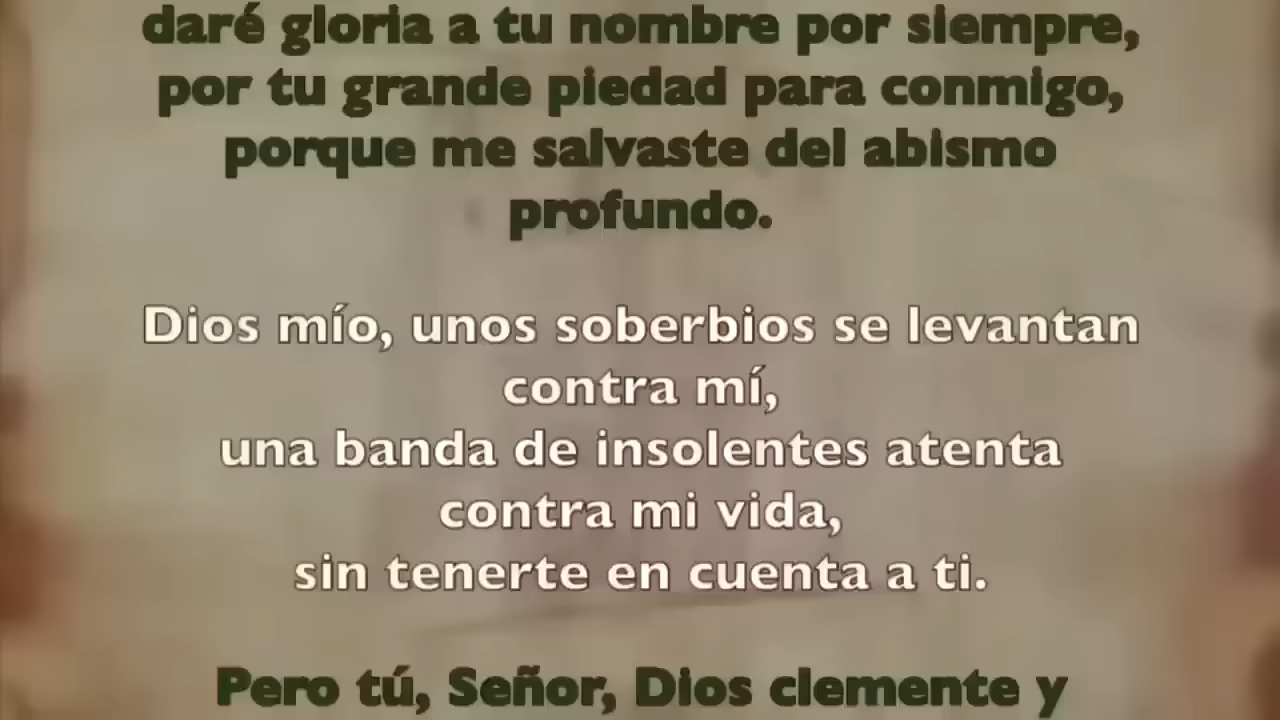 daré gloria a tu nombre por siempre,
por tu grande piedad para conmigo,
porque me salvaste del abismo
profundo.
Dios mío, unos soberbios se levantan
contra mí,
una banda de insolentes atenta
contra mi vida,
sin tenerte en cuenta a ti.
Pero tú, Señor, Dios clemente y